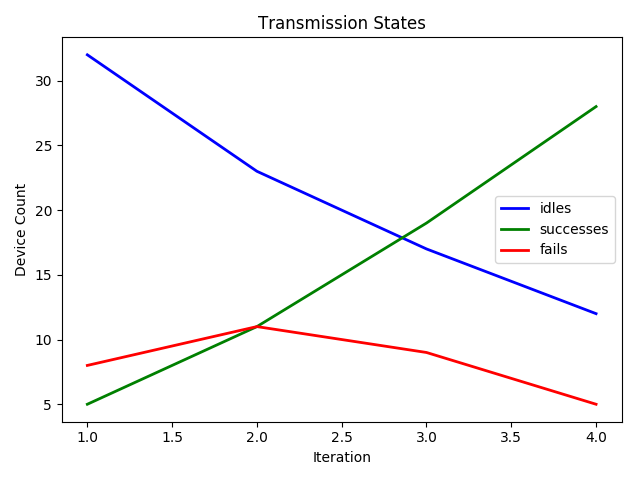 Transmission States
Device Count
30
25
20
15
10
5
idles
successes
fails
1.0 1.5 2.0 2.5 3.0 3.5 4.0
Iteration